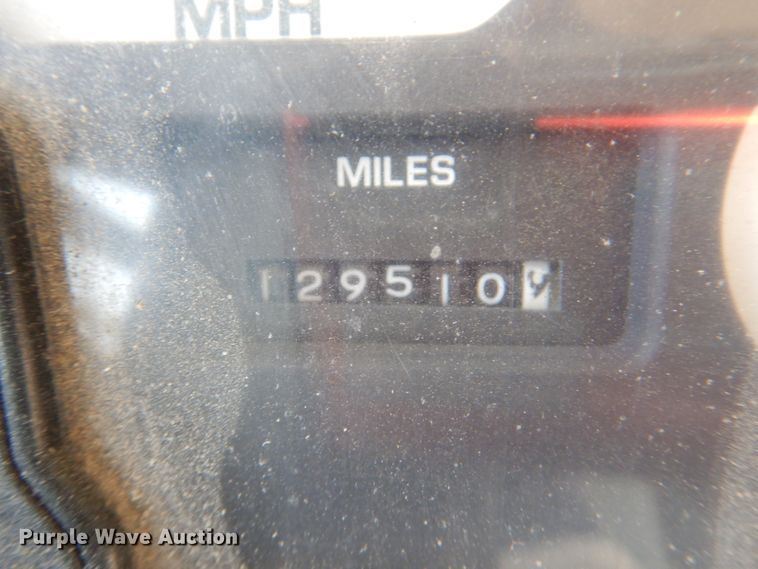 MPH
MILES
129510
Purple Wave Auction